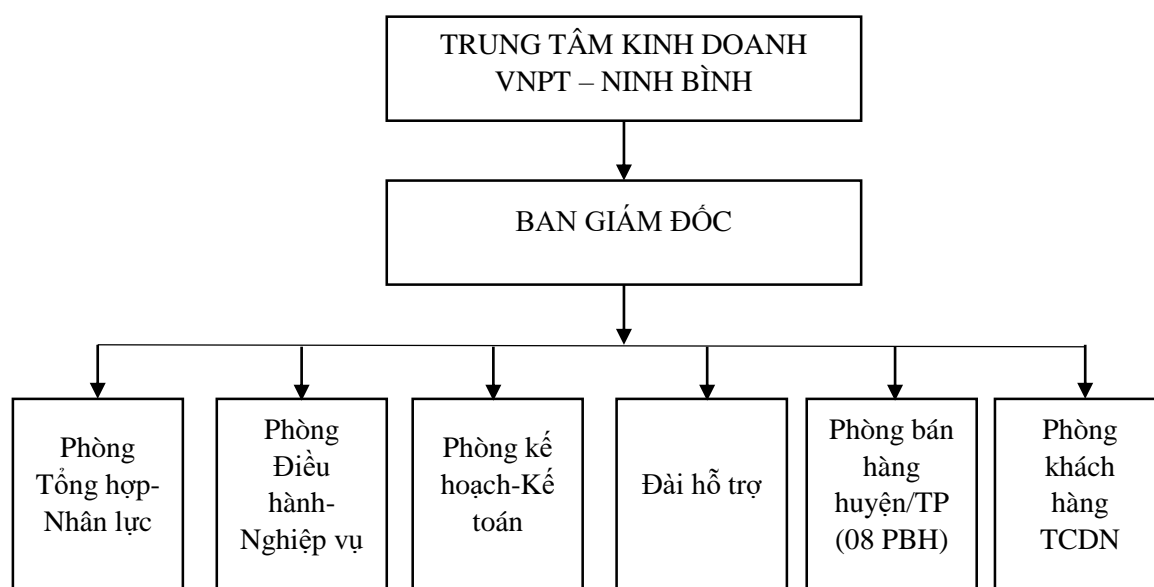 TRUNG TÂM KINH DOANH
VNPT – NINH BÌNH
BAN GIÁM ĐỐC
Phòng
Tổng hợp-
Nhân lực
Phòng
Điều
hành-
Nghiệp vụ
Phòng kế
hoạch-Kế
toán
Đài hỗ trợ
Phòng bán
hàng
huyện/TP
(08 PBH)
Phòng
khách
hàng
TCDN